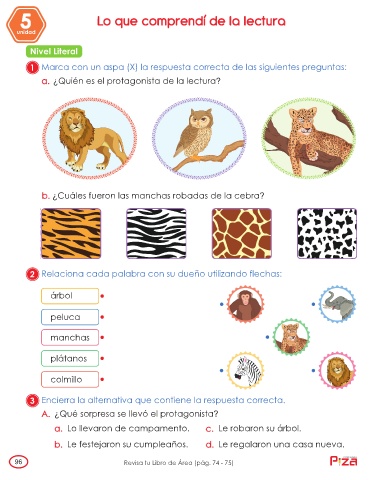 5
unidad
Lo que comprendí de la lectura
Nivel Literal
1 Marca con un aspa (X) la respuesta correcta de las siguientes preguntas:
a. ¿Quién es el protagonista de la lectura?
b. ¿Cuáles fueron las manchas robadas de la cebra?
2 Relaciona cada palabra con su dueño utilizando flechas:
árbol
peluca
manchas
plátanos
colmillo
3 Encierra la alternativa que contiene la respuesta correcta.
A. ¿Qué sorpresa se llevó el protagonista?
a. Lo llevaron de campamento. c. Le robaron su árbol.
b. Le festejaron su cumpleaños. d. Le regalaron una casa nueva.
96 Revisa tu Libro de Área (pág. 74 - 75) Piza